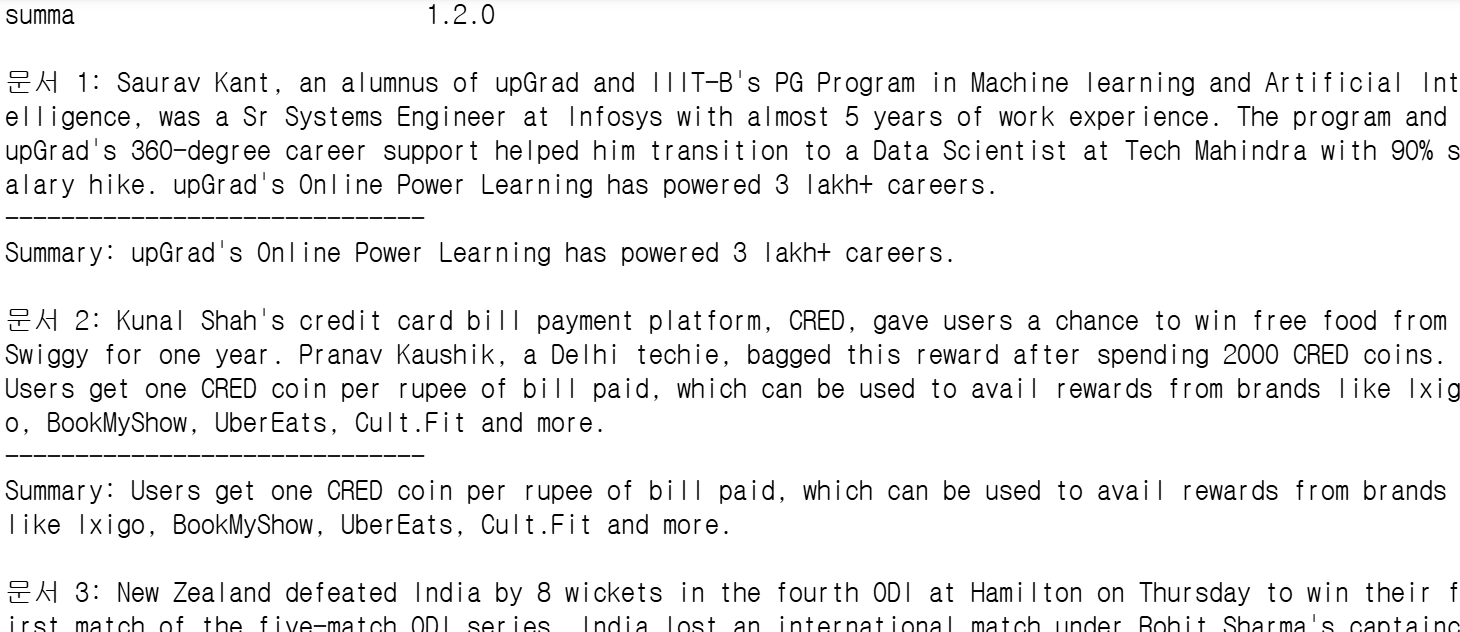 summa 1.2.0
문서 1: Saurav Kant, an alumnus of upGrad and IIIT-B's PG Program in Machine learning and Artificial Int
elligence, was a Sr Systems Engineer at Infosys with almost 5 years of work experience. The program and
upGrad's 360-degree career support helped him transition to a Data Scientist at Tech Mahindra with 90% s
alary hike. upGrad's Online Power Learning has powered 3 lakh+ careers.
------------------------------
Summary: upGrad's Online Power Learning has powered 3 lakh+ careers.
문서 2: Kunal Shah's credit card bill payment platform, CRED, gave users a chance to win free food from
Swiggy for one year. Pranav Kaushik, a Delhi techie, bagged this reward after spending 2000 CRED coins.
Users get one CRED coin per rupee of bill paid, which can be used to avail rewards from brands like Ixig
o, BookMyShow, UberEats, Cult.Fit and more.
------------------------------
Summary: Users get one CRED coin per rupee of bill paid, which can be used to avail rewards from brands
like Ixigo, BookMyShow, UberEats, Cult.Fit and more.
문서 3: New Zealand defeated India by 8 wickets in the fourth ODI at Hamilton on Thursday to win their f
irst match of the five-match ODI series. India lost an international match under Rohit Sharma's captainc